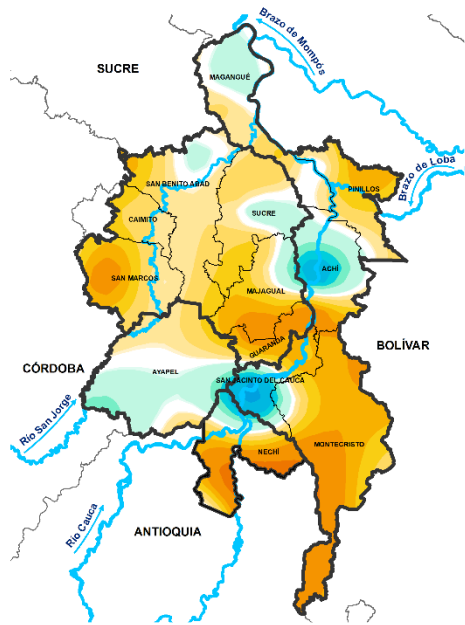 Brazo de Mompós
SUCRE
MAGANGUÉ
SAN BENITO ABAD
PINILLOS
Brazo de Loba
CAIMITO
SUCRE
SAN MARCOS
ACHÍ
MAJAGUAL
GUARANDA
BOLÍVAR
CÓRDOBA
AYAPEL
SAN JACINTO DEL CAUCA
Río San Jorge
MONTECRISTO
NECHÍ
Río Cauca
ANTIOQUIA